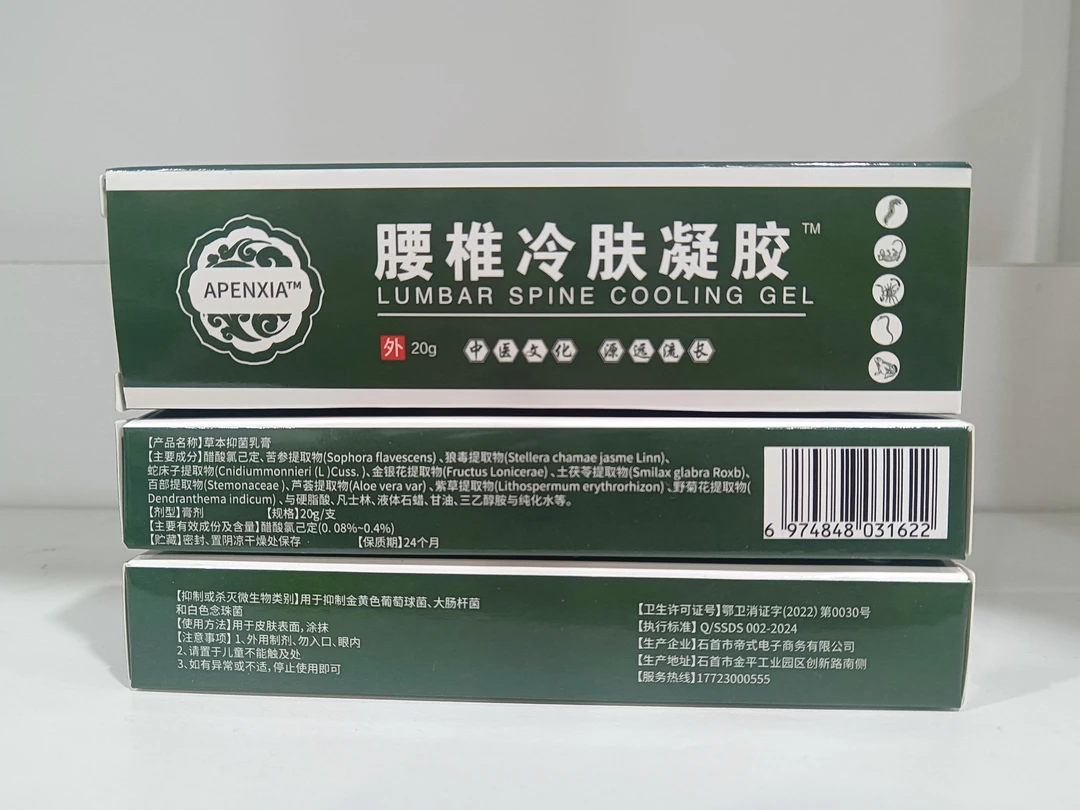 APENXIA™
腰椎冷肤凝胶™
LUMBAR SPINE COOLING GEL
外 20g 中医文化 源远流长
【产品名称】草本抑菌乳膏
【主要成分】醋酸氯己定、苦参提取物(Sophora flavescens)、狼毒提取物(Stellera chamae jasme Linn)、
蛇床子提取物(Cnidiummonnieri (L )Cuss. )、金银花提取物(Fructus Lonicerae) 、土茯苓提取物(Smilax glabra Roxb)、
百部提取物(Stemonaceae )、芦荟提取物(Aloe vera var) 、紫草提取物(Lithospermum erythrorhizon) 、野菊花提取物(
Dendranthema indicum) 、与硬脂酸、凡士林、液体石蜡、甘油、三乙醇胺与纯化水等。
【剂型】膏剂 【规格】20g/支
【主要有效成份及含量】醋酸氯己定(0. 08%~0.4%)
【贮藏】密封、置阴凉干燥处保存 【保质期】24个月
6 974848 031622
【抑制或杀灭微生物类别】用于抑制金黄色葡萄球菌、大肠杆菌
和白色念珠菌
【使用方法】用于皮肤表面,涂抹
【注意事项】1、外用制剂、勿入口、眼内
2、请置于儿童不能触及处
3、如有异常或不适,停止使用即可
【卫生许可证号】鄂卫消证字(2022) 第0030号
【执行标准】Q/SSDS 002-2024
【生产企业】石首市帝式电子商务有限公司
【生产地址】石首市金平工业园区创新路南侧
【服务热线】17723000555